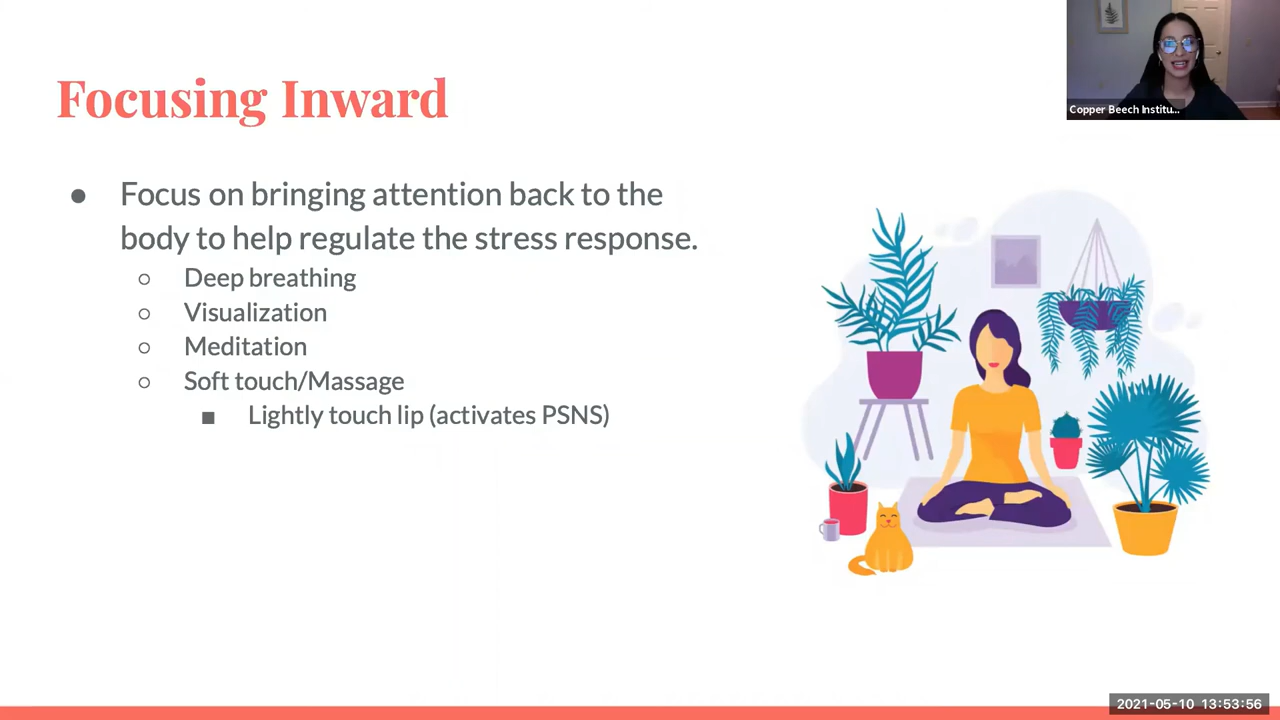 Copper Beech Institu...
Focusing Inward
● Focus on bringing attention back to the
body to help regulate the stress response.
○ Deep breathing
○ Visualization
○ Meditation
○ Soft touch/Massage
■ Lightly touch lip (activates PSNS)
2021-05-10 13:53:56